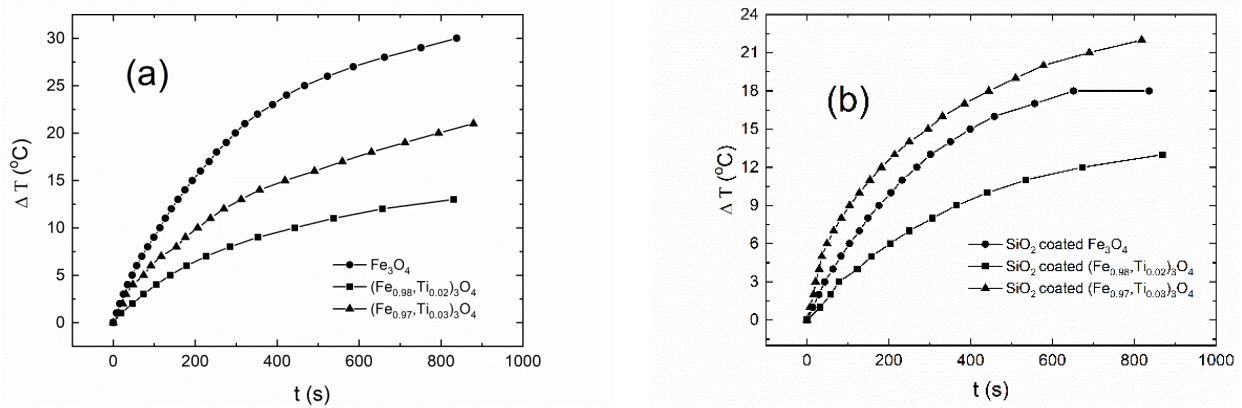 (a)
30
25
20
15
10
5
0
Δ T (°C)
Fe₃O₄
(Fe₀.₉₈,Ti₀.₀₂)₃O₄
(Fe₀.₉₇,Ti₀.₀₃)₃O₄
0 200 400 600 800 1000
t (s)
(b)
24
21
18
15
12
9
6
3
0
Δ T (°C)
SiO₂ coated Fe₃O₄
SiO₂ coated (Fe₀.₉₈,Ti₀.₀₂)₃O₄
SiO₂ coated (Fe₀.₉₇,Ti₀.₀₃)₃O₄
0 200 400 600 800 1000
t (s)